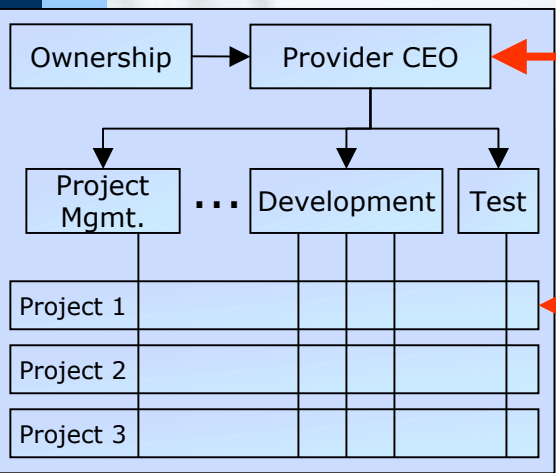 Ownership
Provider CEO
Project
Mgmt.
...
Development
Test
Project 1
Project 2
Project 3